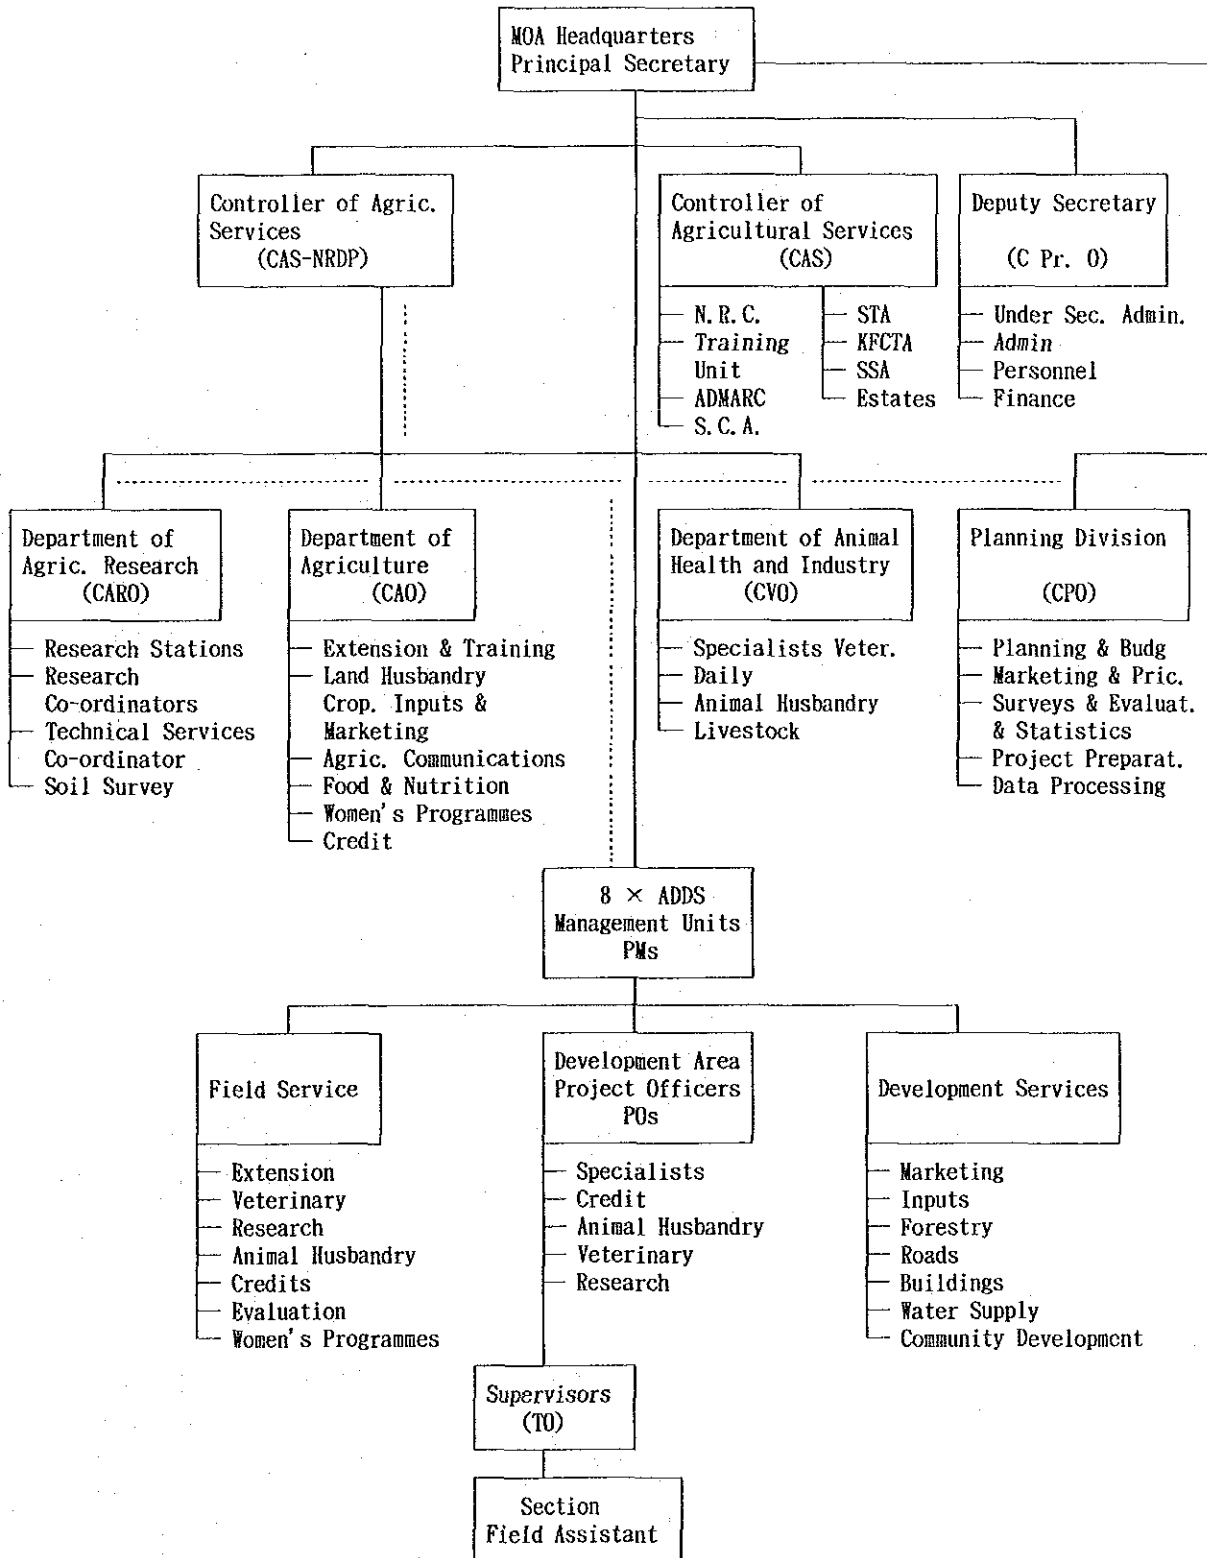 MOA Headquarters
Principal Secretary
Controller of Agric.
Services
(CAS-NRDP)
Controller of
Agricultural Services
(CAS)
N.R.C.
Training
Unit
ADMARC
S.C.A.
STA
KFCTA
SSA
Estates
Deputy Secretary
(C Pr. O)
Under Sec. Admin.
Admin
Personnel
Finance
Department of
Agric. Research
(CARO)
Research Stations
Research
Co-ordinators
Technical Services
Co-ordinator
Soil Survey
Department of
Agriculture
(CAO)
Extension & Training
Land Husbandry
Crop. Inputs &
Marketing
Agric. Communications
Food & Nutrition
Women's Programmes
Credit
Department of Animal
Health and Industry
(CVO)
Specialists Veter.
Daily
Animal Husbandry
Livestock
Planning Division
(CPO)
Planning & Budg
Marketing & Pric.
Surveys & Evaluat.
& Statistics
Project Preparat.
Data Processing
8 × ADDS
Management Units
PMs
Field Service
Extension
Veterinary
Research
Animal Husbandry
Credits
Evaluation
Women's Programmes
Development Area
Project Officers
POs
Specialists
Credit
Animal Husbandry
Veterinary
Research
Development Services
Marketing
Inputs
Forestry
Roads
Buildings
Water Supply
Community Development
Supervisors
(TO)
Section
Field Assistant